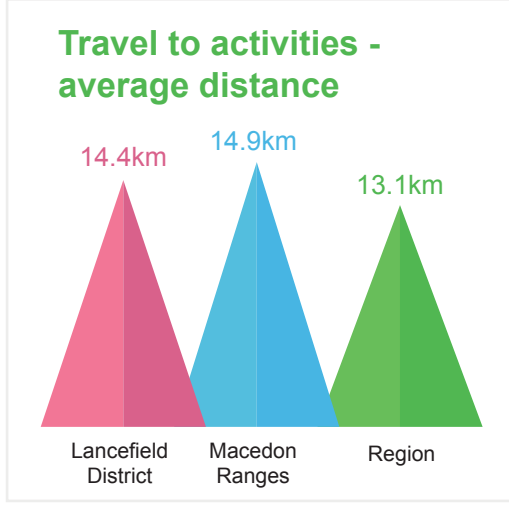 Travel to activities -
average distance
14.4km
14.9km
13.1km
Lancefield
District
Macedon
Ranges
Region